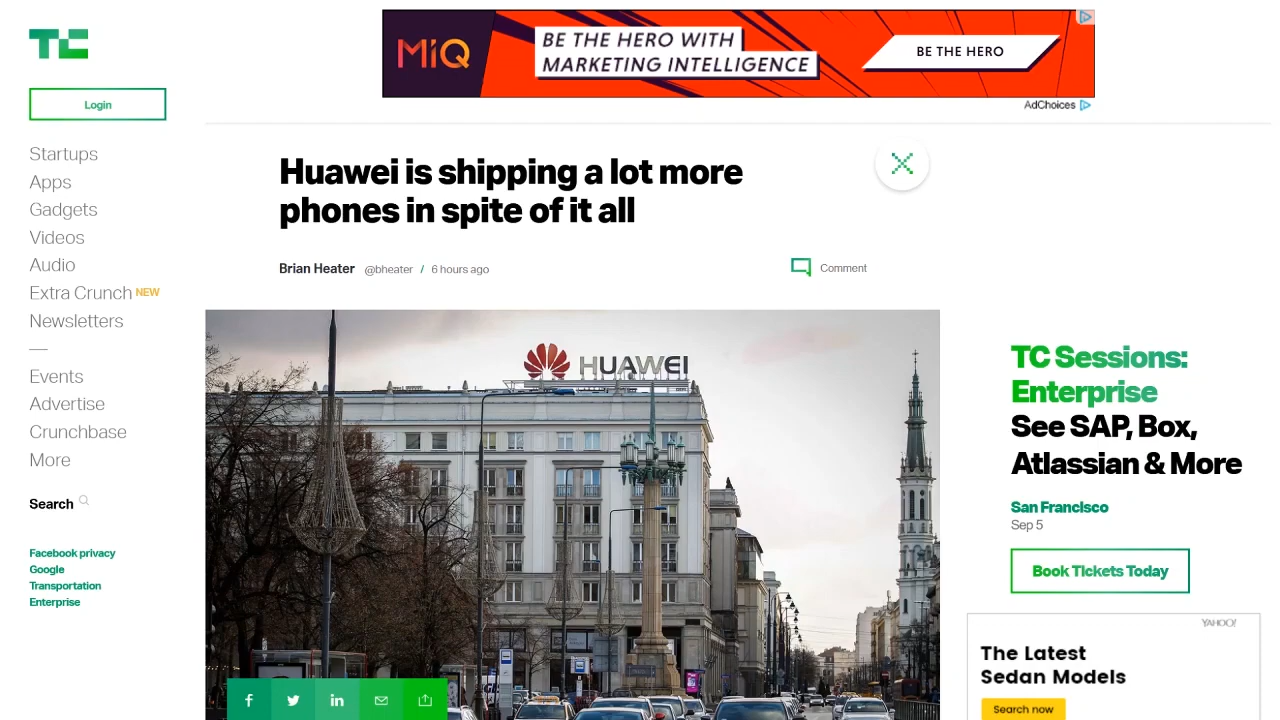 TC
Login
Startups
Apps
Gadgets
Videos
Audio
Extra Crunch NEW
Newsletters
—
Events
Advertise
Crunchbase
More
Search
Facebook privacy
Google
Transportation
Enterprise
MiQ
BE THE HERO WITH
MARKETING INTELLIGENCE
BE THE HERO
AdChoices
Huawei is shipping a lot more
phones in spite of it all
Brian Heater @bheater / 6 hours ago
Comment
HUAWEI
TC Sessions:
Enterprise
See SAP, Box,
Atlassian & More
San Francisco
Sep 5
Book Tickets Today
YAHOO!
The Latest
Sedan Models
Search now